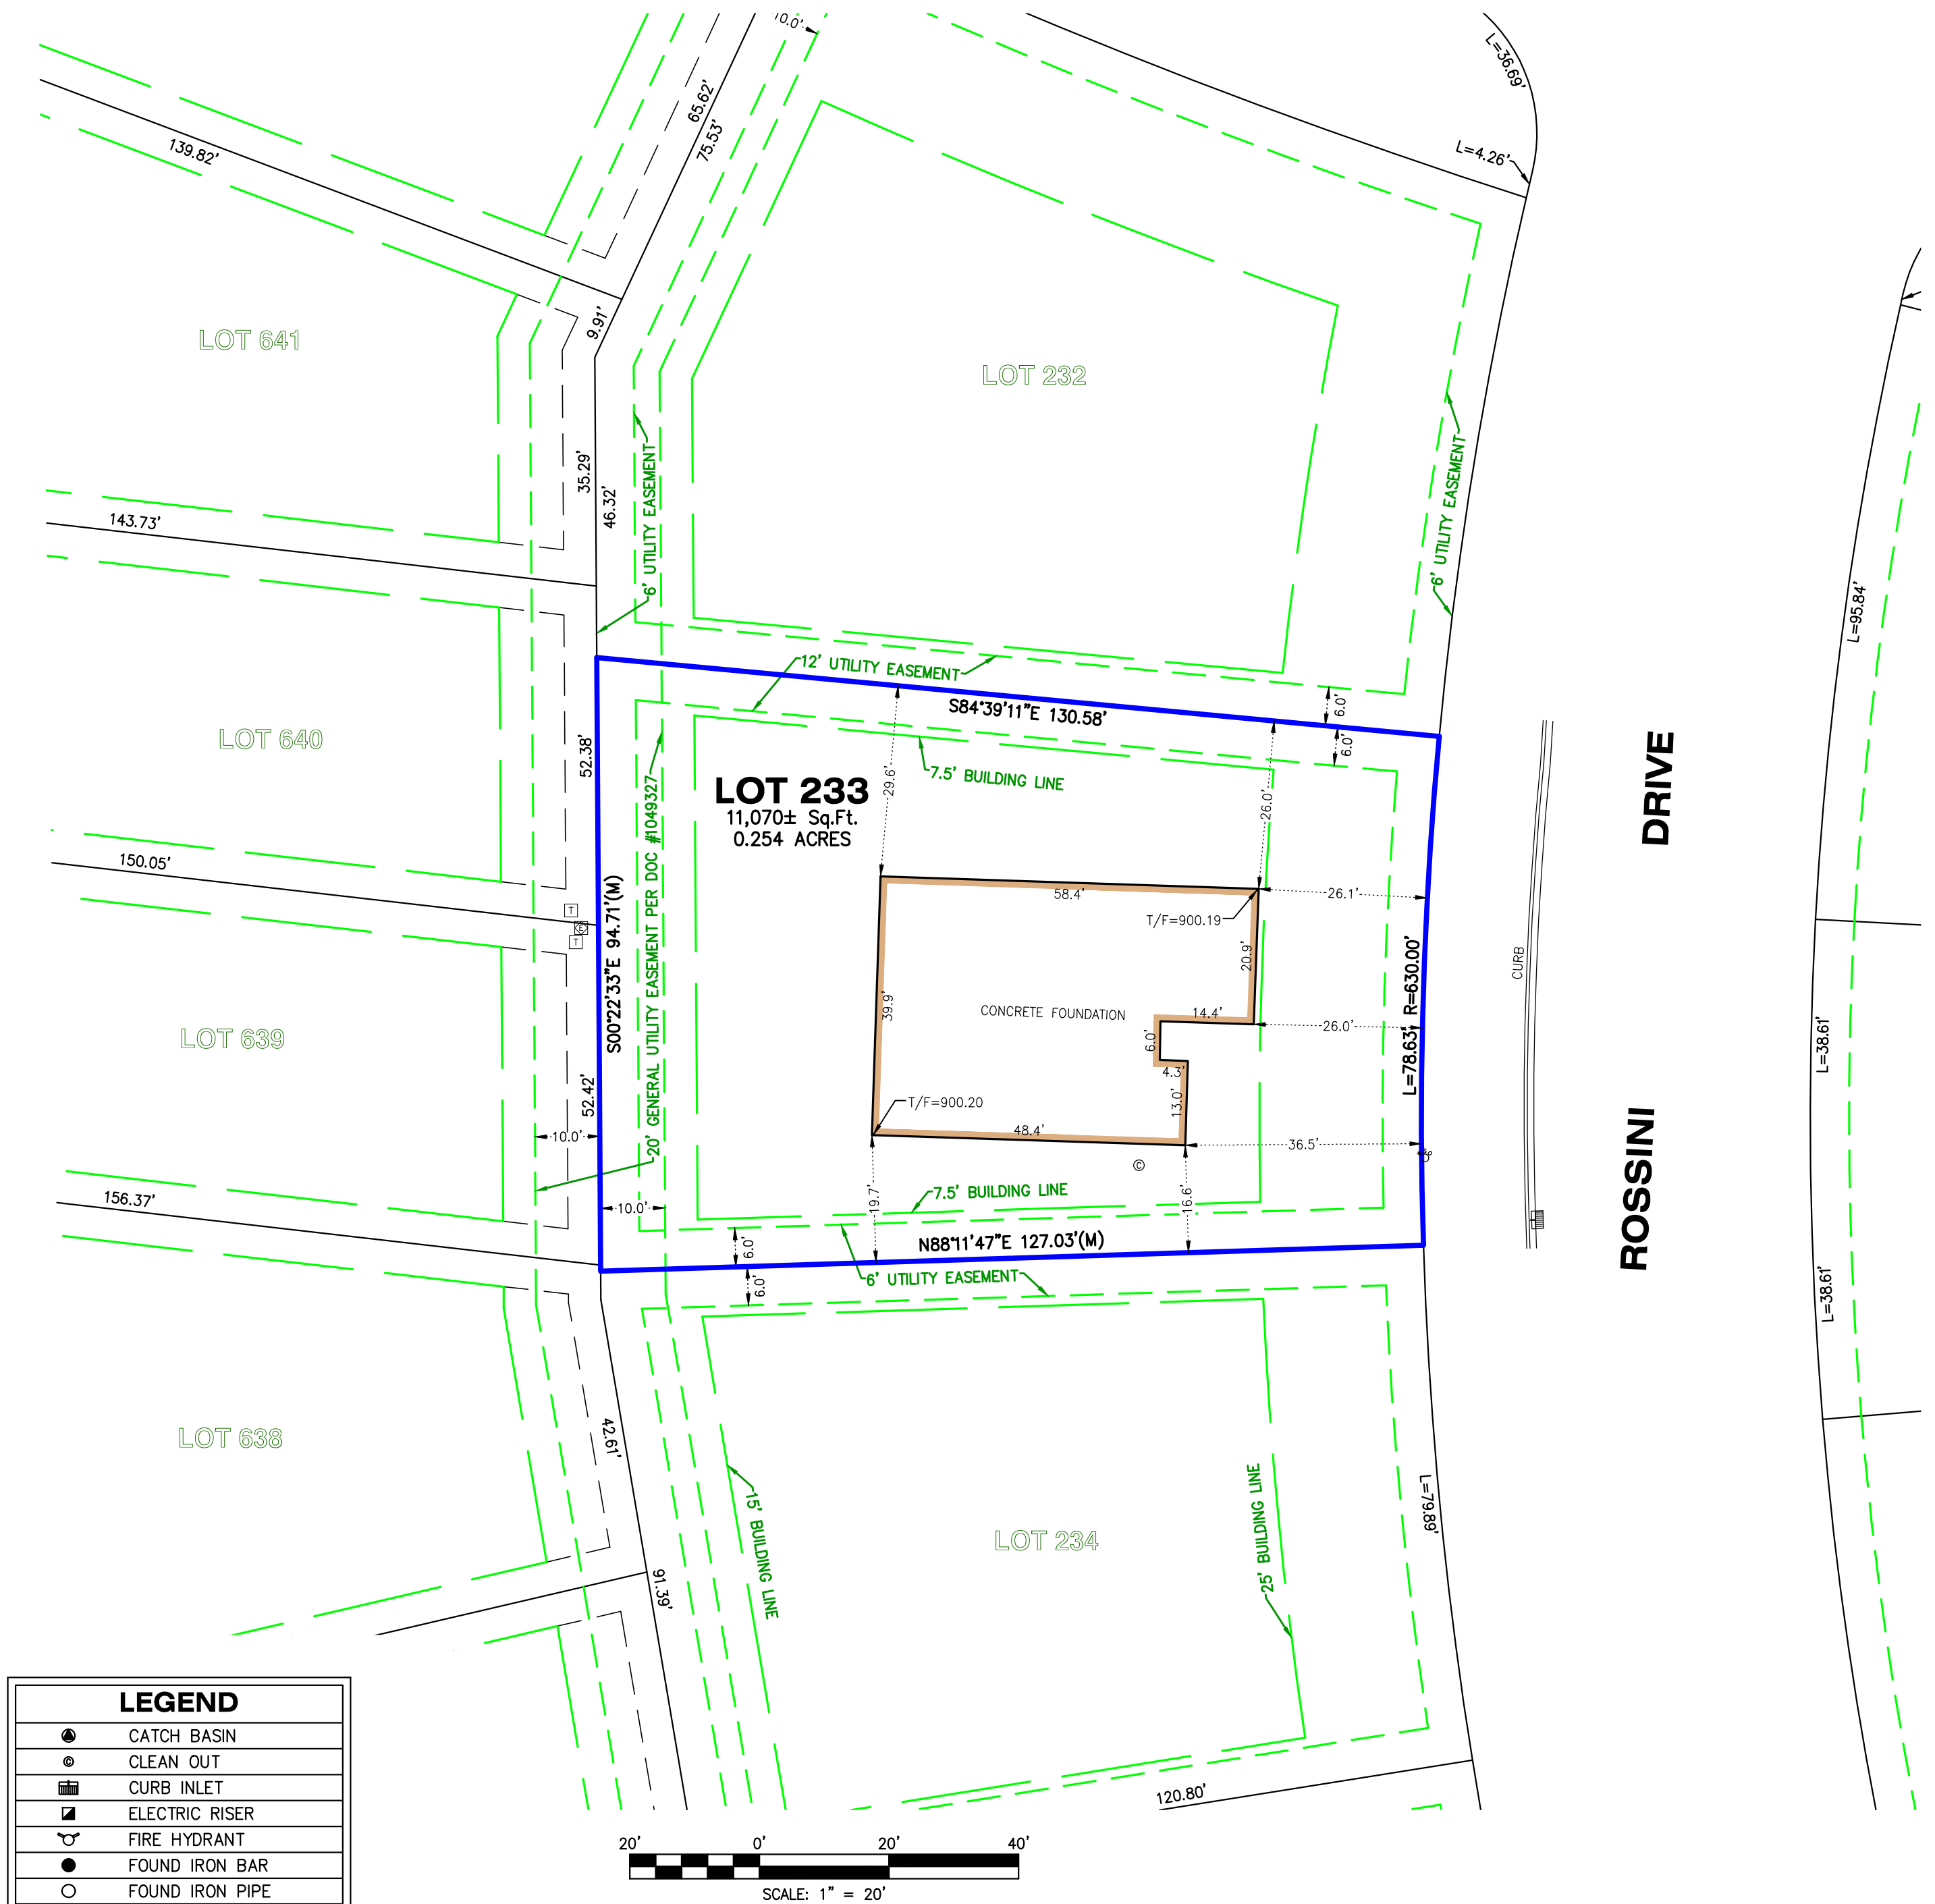 10.0'
L=36.69'
65.62'
75.53'
139.82'
L=4.26'
9.91'
LOT 641
LOT 232
35.29'
46.32'
6' UTILITY EASEMENT
6' UTILITY EASEMENT
143.73'
L=95.84'
12' UTILITY EASEMENT
S84°39'11"E 130.58'
6.0'
6.0'
LOT 640
52.38'
7.5' BUILDING LINE
29.6'
26.0'
LOT 233
11,070± Sq.Ft.
0.254 ACRES
DRIVE
150.05'
58.4'
26.1'
T/F=900.19
T
E
T
S00°22'33"E 94.71'(M)
20' GENERAL UTILITY EASEMENT PER DOC #1049327
20.9'
CURB
39.9'
CONCRETE FOUNDATION
14.4'
26.0'
L=78.63' R=630.00'
LOT 639
6.0'
4.3'
L=38.61'
52.42'
T/F=900.20
13.0'
48.4'
10.0'
36.5'
C
156.37'
7.5' BUILDING LINE
10.0'
19.7'
16.6'
ROSSINI
6.0'
N88°11'47"E 127.03'(M)
6' UTILITY EASEMENT
6.0'
L=38.61'
LOT 638
42.61'
15' BUILDING LINE
LOT 234
25' BUILDING LINE
L=79.89'
91.39'
120.80'
LEGEND
CATCH BASIN
C CLEAN OUT
CURB INLET
ELECTRIC RISER
FIRE HYDRANT
FOUND IRON BAR
FOUND IRON PIPE
20' 0' 20' 40'
SCALE: 1" = 20'